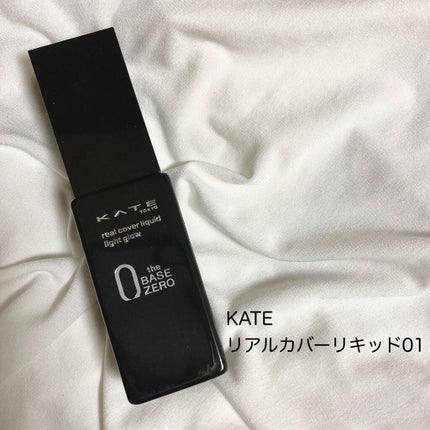 KATE
TOKYO
real cover liquid
light glow
0
the
BASE
ZERO
KATE
リアルカバーリキッド01